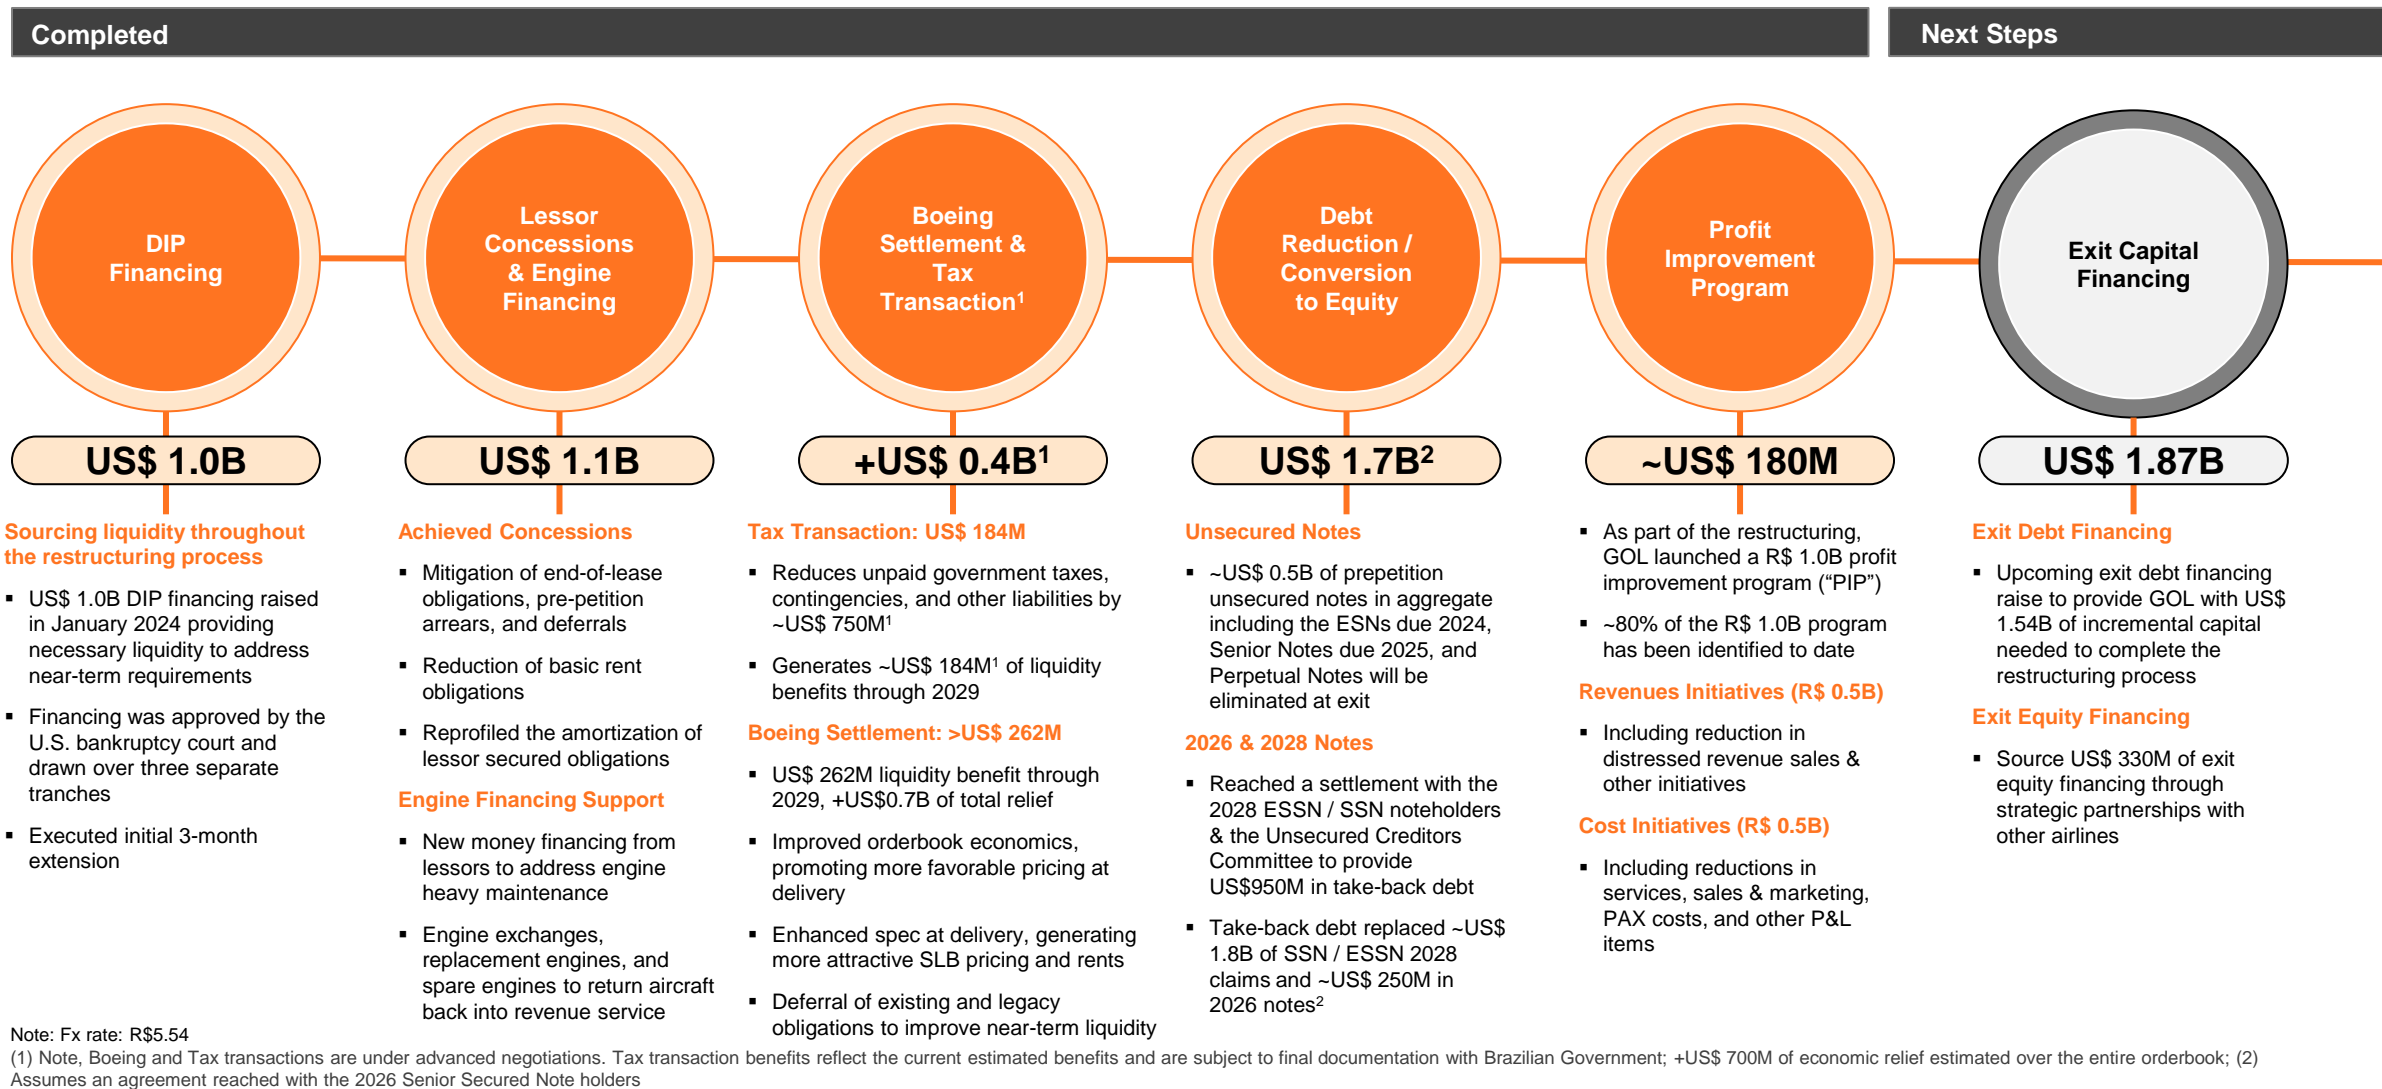 Completed
Next Steps
DIP
Financing
Lessor
Concessions
& Engine
Financing
Boeing
Settlement &
Tax
Transaction¹
Debt
Reduction /
Conversion
to Equity
Profit
Improvement
Program
Exit Capital
Financing
US$ 1.0B
US$ 1.1B
+US$ 0.4B¹
US$ 1.7B²
~US$ 180M
US$ 1.87B
Sourcing liquidity throughout
the restructuring process
▪ US$ 1.0B DIP financing raised
in January 2024 providing
necessary liquidity to address
near-term requirements
▪ Financing was approved by the
U.S. bankruptcy court and
drawn over three separate
tranches
▪ Executed initial 3-month
extension
Achieved Concessions
▪ Mitigation of end-of-lease
obligations, pre-petition
arrears, and deferrals
▪ Reduction of basic rent
obligations
▪ Reprofiled the amortization of
lessor secured obligations
Engine Financing Support
▪ New money financing from
lessors to address engine
heavy maintenance
▪ Engine exchanges,
replacement engines, and
spare engines to return aircraft
back into revenue service
Tax Transaction: US$ 184M
▪ Reduces unpaid government taxes,
contingencies, and other liabilities by
~US$ 750M¹
▪ Generates ~US$ 184M¹ of liquidity
benefits through 2029
Boeing Settlement: >US$ 262M
▪ US$ 262M liquidity benefit through
2029, +US$0.7B of total relief
▪ Improved orderbook economics,
promoting more favorable pricing at
delivery
▪ Enhanced spec at delivery, generating
more attractive SLB pricing and rents
▪ Deferral of existing and legacy
obligations to improve near-term liquidity
Unsecured Notes
▪ ~US$ 0.5B of prepetition
unsecured notes in aggregate
including the ESNs due 2024,
Senior Notes due 2025, and
Perpetual Notes will be
eliminated at exit
2026 & 2028 Notes
▪ Reached a settlement with the
2028 ESSN / SSN noteholders
& the Unsecured Creditors
Committee to provide
US$950M in take-back debt
▪ Take-back debt replaced ~US$
1.8B of SSN / ESSN 2028
claims and ~US$ 250M in
2026 notes²
▪ As part of the restructuring,
GOL launched a R$ 1.0B profit
improvement program (“PIP”)
▪ ~80% of the R$ 1.0B program
has been identified to date
Revenues Initiatives (R$ 0.5B)
▪ Including reduction in
distressed revenue sales &
other initiatives
Cost Initiatives (R$ 0.5B)
▪ Including reductions in
services, sales & marketing,
PAX costs, and other P&L
items
Exit Debt Financing
▪ Upcoming exit debt financing
raise to provide GOL with US$
1.54B of incremental capital
needed to complete the
restructuring process
Exit Equity Financing
▪ Source US$ 330M of exit
equity financing through
strategic partnerships with
other airlines
Note: Fx rate: R$5.54
(1) Note, Boeing and Tax transactions are under advanced negotiations. Tax transaction benefits reflect the current estimated benefits and are subject to final documentation with Brazilian Government; +US$ 700M of economic relief estimated over the entire orderbook; (2)
Assumes an agreement reached with the 2026 Senior Secured Note holders